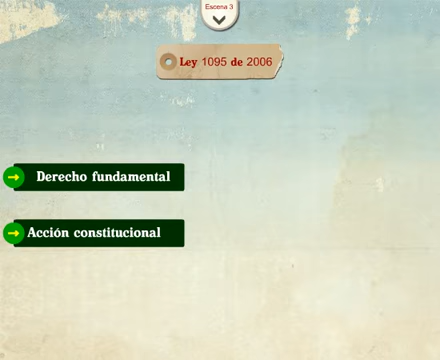 Escena 3
Ley 1095 de 2006
Derecho fundamental
Acción constitucional